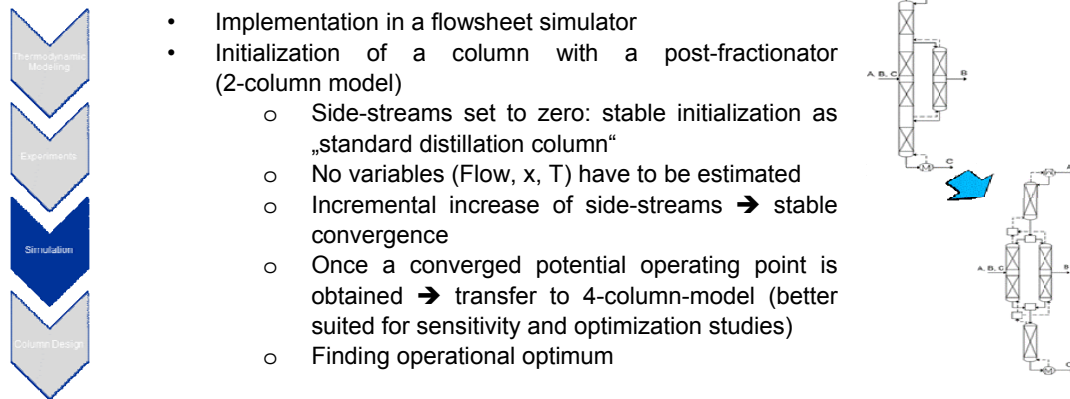 Thermodynamic
Modeling
Experiments
Simulation
Column Design
• Implementation in a flowsheet simulator
• Initialization of a column with a post-fractionator
(2-column model)
o Side-streams set to zero: stable initialization as
„standard distillation column“
o No variables (Flow, x, T) have to be estimated
o Incremental increase of side-streams ➔ stable
convergence
o Once a converged potential operating point is
obtained ➔ transfer to 4-column-model (better
suited for sensitivity and optimization studies)
o Finding operational optimum
A, B, C
B
C
A
A, B, C
B
C